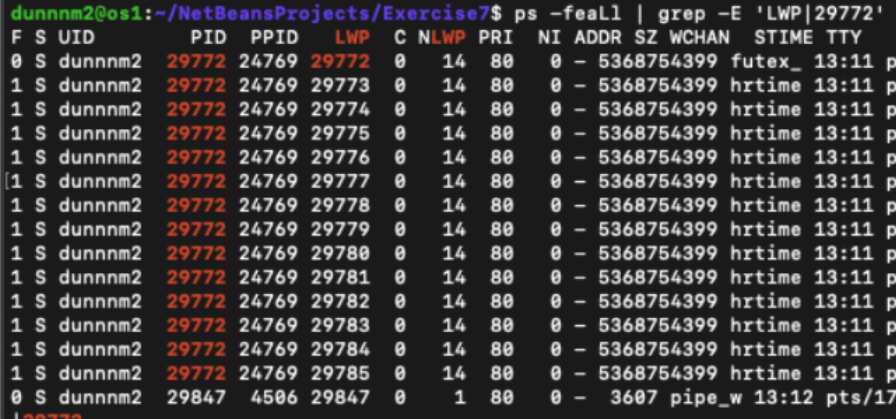 dunnnm2@os1:~/NetBeansProjects/Exercise7$ ps -feaLl | grep -E 'LWP|29772'
F S UID PID PPID LWP C NLWP PRI NI ADDR SZ WCHAN STIME TTY
0 S dunnnm2 29772 24769 29772 0 14 80 0 - 5368754399 futex_ 13:11 p
1 S dunnnm2 29772 24769 29773 0 14 80 0 - 5368754399 hrtime 13:11 p
1 S dunnnm2 29772 24769 29774 0 14 80 0 - 5368754399 hrtime 13:11 p
1 S dunnnm2 29772 24769 29775 0 14 80 0 - 5368754399 hrtime 13:11 p
1 S dunnnm2 29772 24769 29776 0 14 80 0 - 5368754399 hrtime 13:11 p
[1 S dunnnm2 29772 24769 29777 0 14 80 0 - 5368754399 hrtime 13:11 p
1 S dunnnm2 29772 24769 29778 0 14 80 0 - 5368754399 hrtime 13:11 p
1 S dunnnm2 29772 24769 29779 0 14 80 0 - 5368754399 hrtime 13:11 p
1 S dunnnm2 29772 24769 29780 0 14 80 0 - 5368754399 hrtime 13:11 p
1 S dunnnm2 29772 24769 29781 0 14 80 0 - 5368754399 hrtime 13:11 p
1 S dunnnm2 29772 24769 29782 0 14 80 0 - 5368754399 hrtime 13:11 p
1 S dunnnm2 29772 24769 29783 0 14 80 0 - 5368754399 hrtime 13:11 p
1 S dunnnm2 29772 24769 29784 0 14 80 0 - 5368754399 hrtime 13:11 p
1 S dunnnm2 29772 24769 29785 0 14 80 0 - 5368754399 hrtime 13:11 p
0 S dunnnm2 29847 4506 29847 0 1 80 0 - 3607 pipe_w 13:12 pts/17